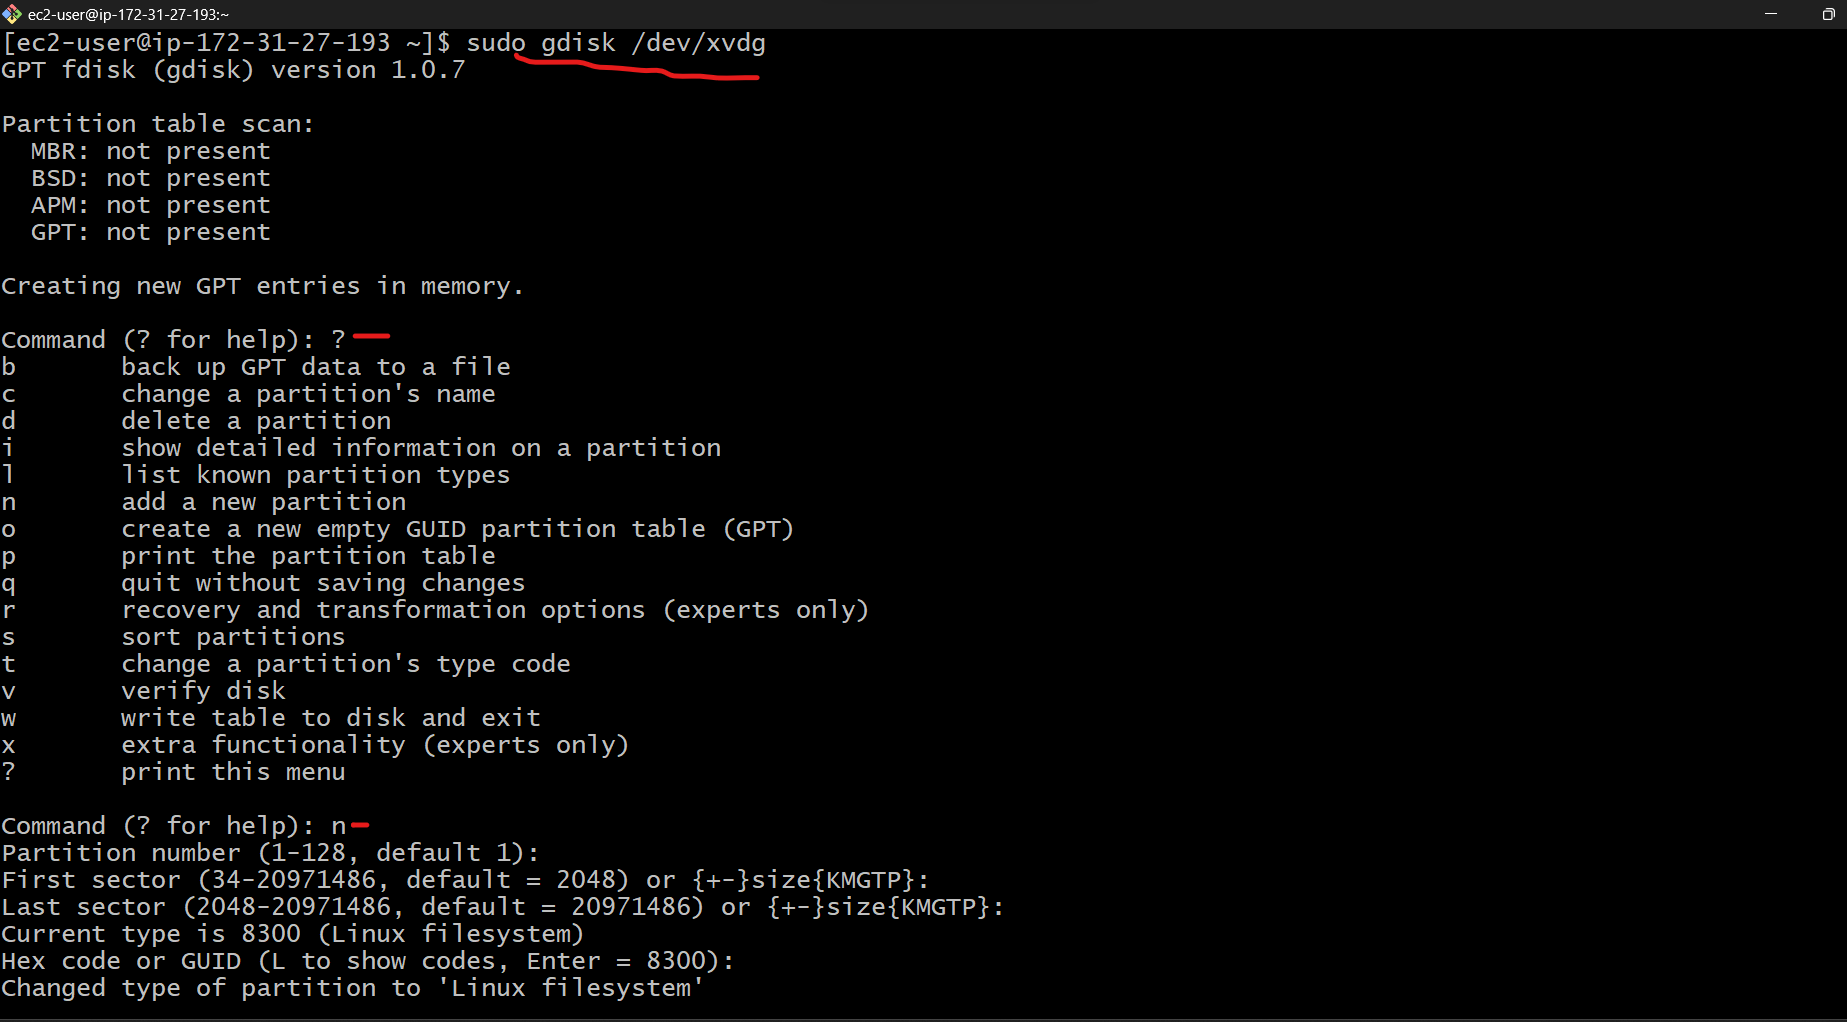 ec2-user@ip-172-31-27-193:~
[ec2-user@ip-172-31-27-193 ~]$ sudo gdisk /dev/xvdg
GPT fdisk (gdisk) version 1.0.7
Partition table scan:
MBR: not present
BSD: not present
APM: not present
GPT: not present
Creating new GPT entries in memory.
Command (? for help): ?
b back up GPT data to a file
c change a partition's name
d delete a partition
i show detailed information on a partition
l list known partition types
n add a new partition
o create a new empty GUID partition table (GPT)
p print the partition table
q quit without saving changes
r recovery and transformation options (experts only)
s sort partitions
t change a partition's type code
v verify disk
w write table to disk and exit
x extra functionality (experts only)
? print this menu
Command (? for help): n
Partition number (1-128, default 1):
First sector (34-20971486, default = 2048) or {+-}size{KMGTP}:
Last sector (2048-20971486, default = 20971486) or {+-}size{KMGTP}:
Current type is 8300 (Linux filesystem)
Hex code or GUID (L to show codes, Enter = 8300):
Changed type of partition to 'Linux filesystem'